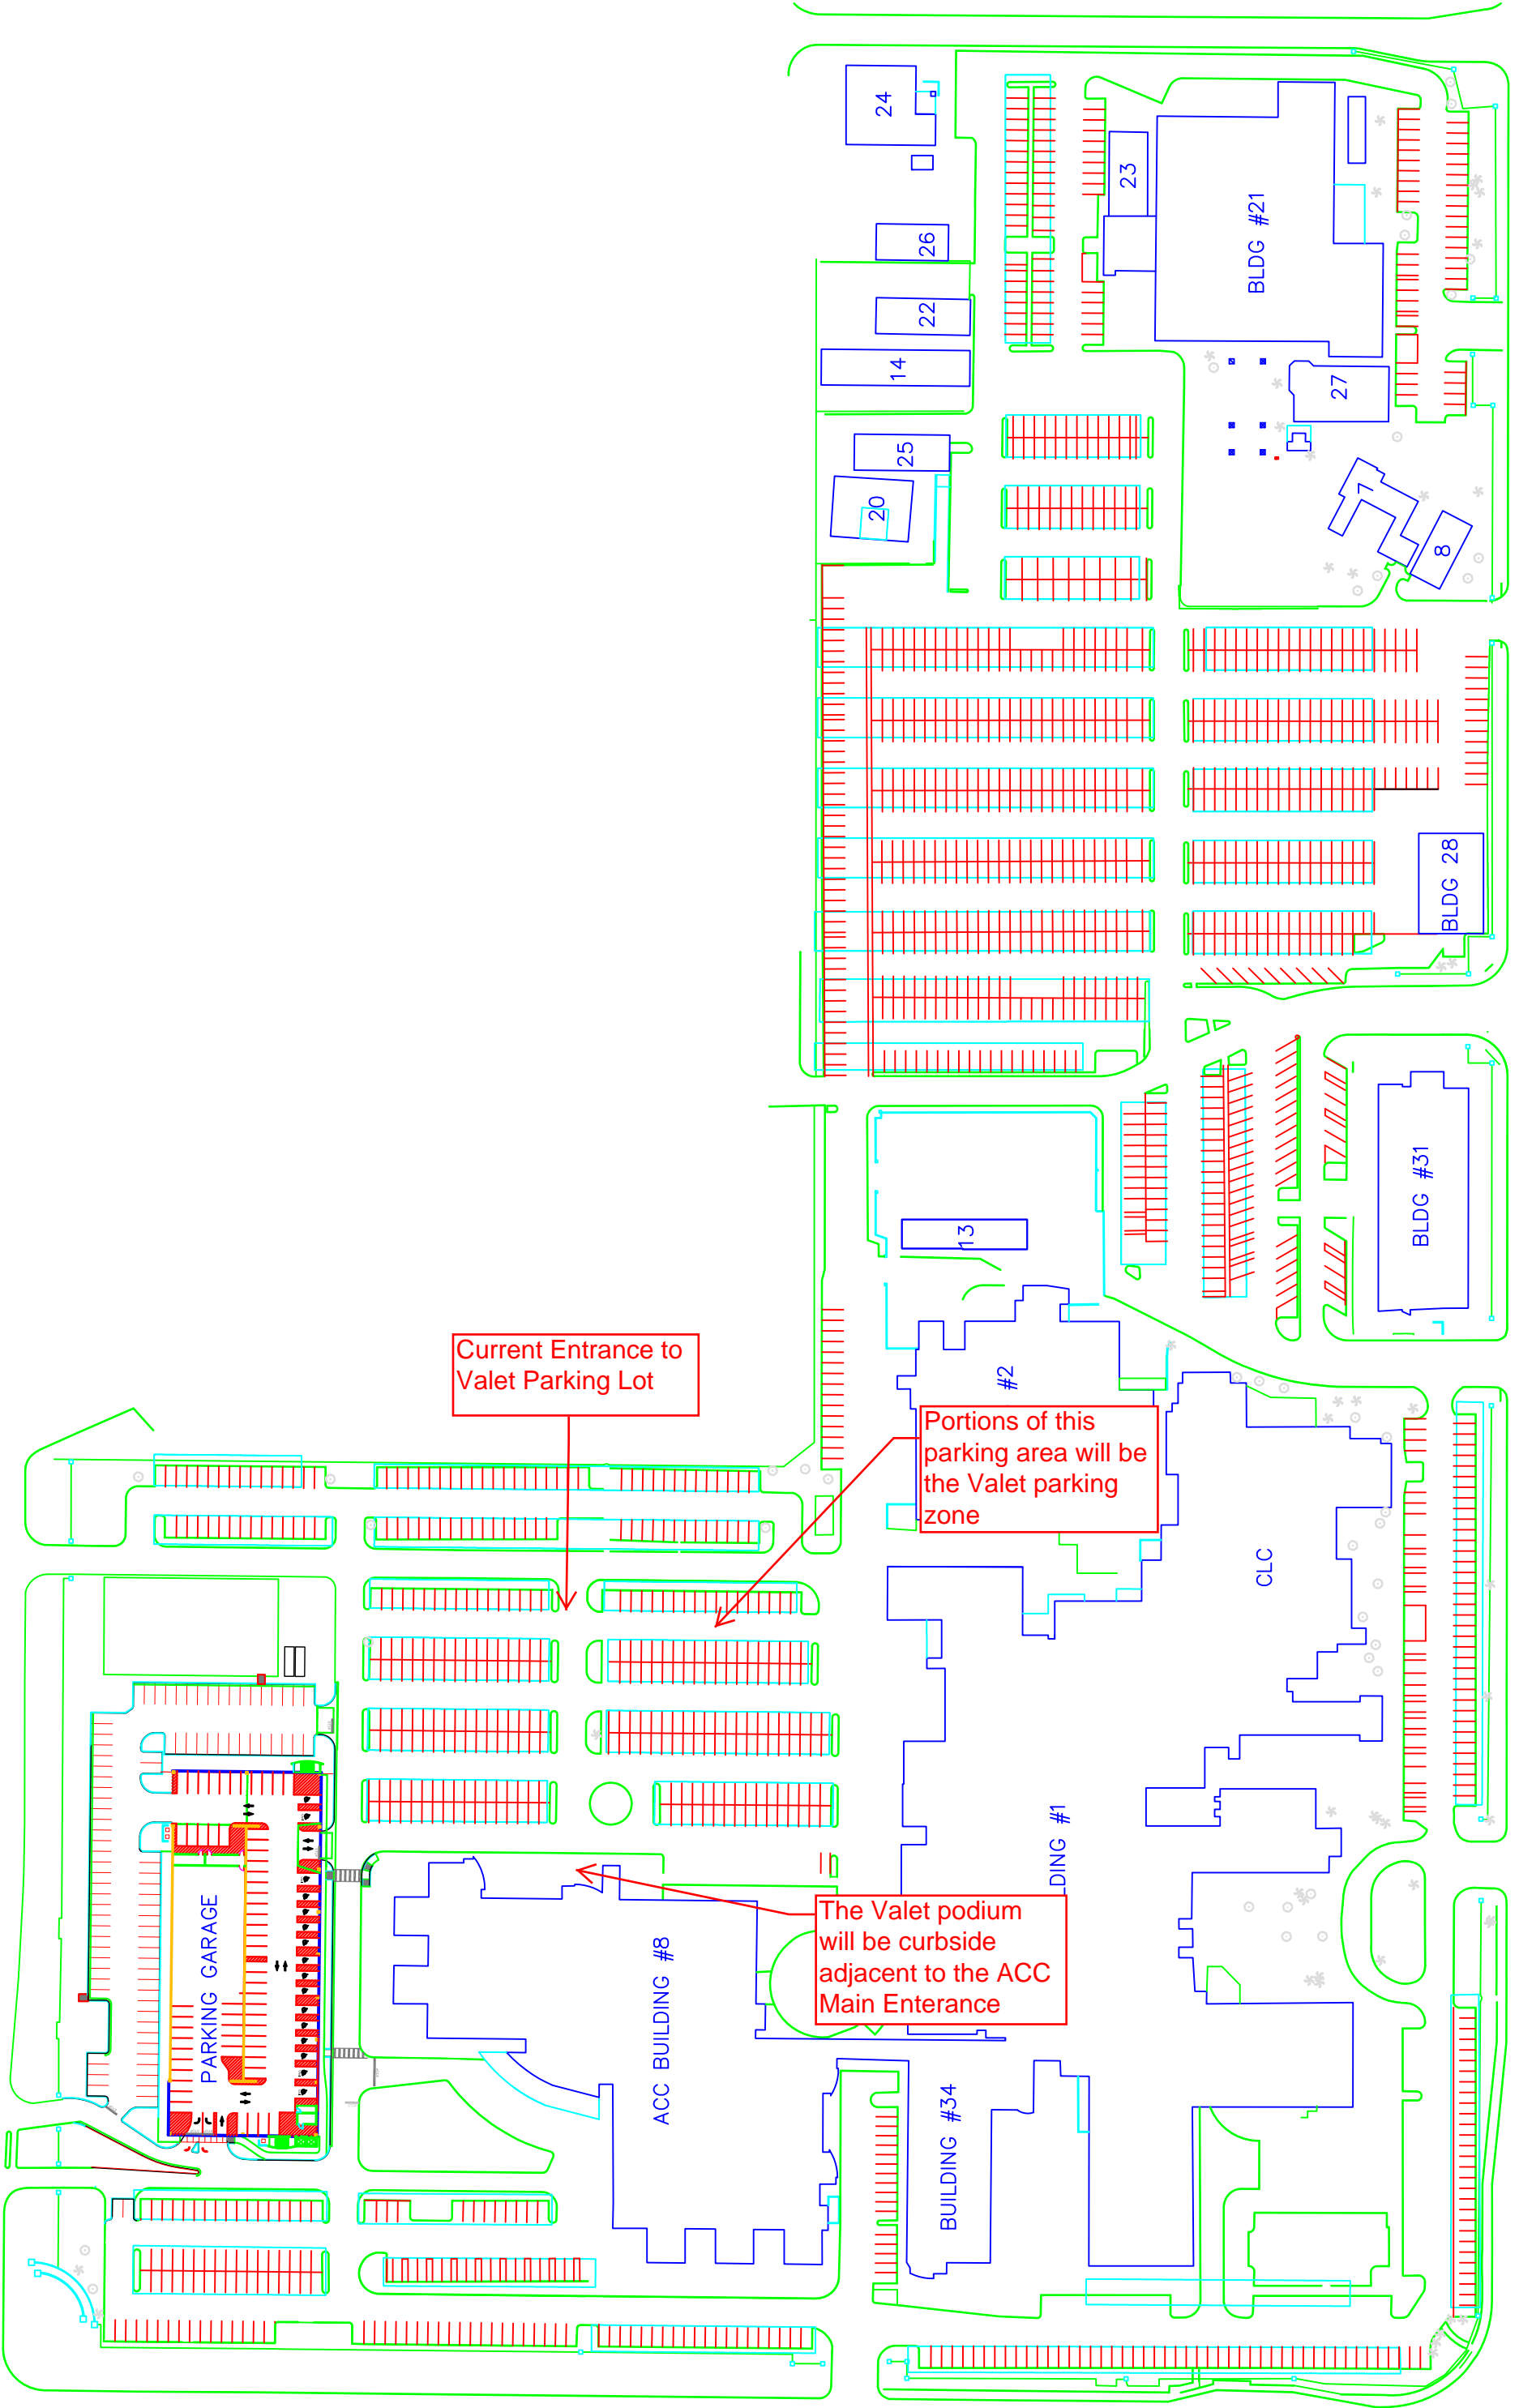 24
23
BLDG #21
26
22
14
27
25
20
7
8
BLDG 28
BLDG #31
13
Current Entrance to
Valet Parking Lot
#2
Portions of this
parking area will be
the Valet parking
zone
CLC
LDING #1
PARKING GARAGE
ACC BUILDING #8
The Valet podium
will be curbside
adjacent to the ACC
Main Enterance
BUILDING #34